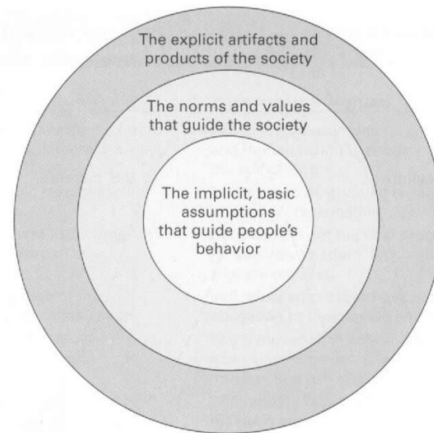 The explicit artifacts and
products of the society
The norms and values
that guide the society
The implicit, basic
assumptions
that guide people's
behavior